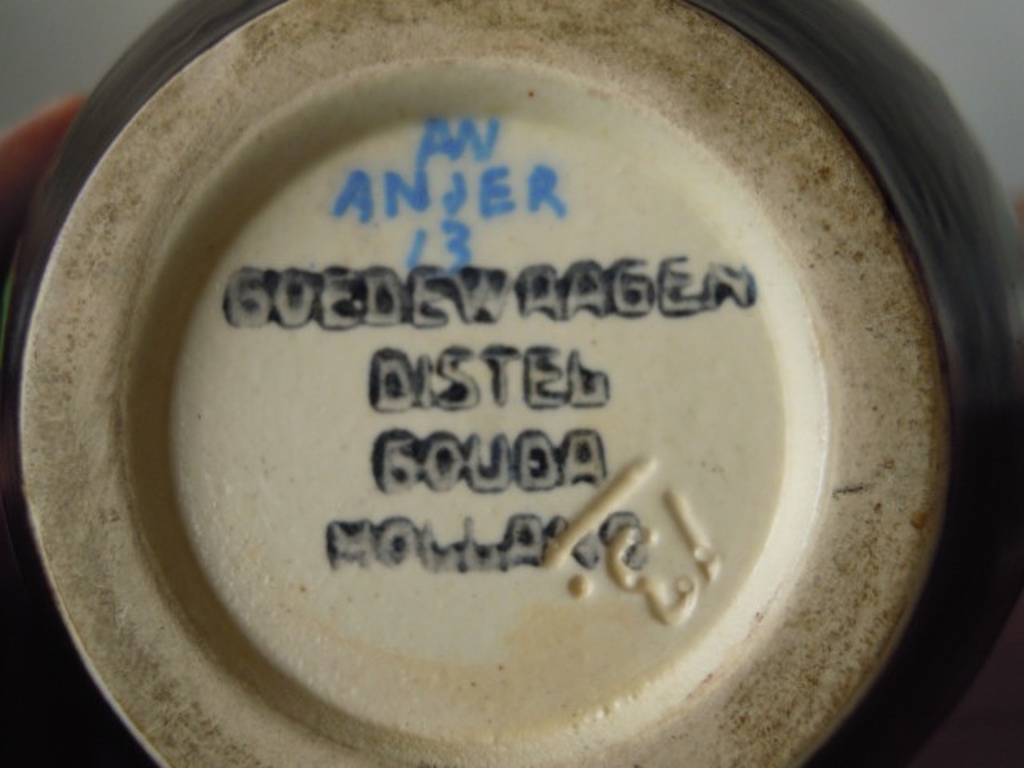 AN
ANJER
13
GOEDEWAAGEN
DISTEL
GOUDA
HOLLAND